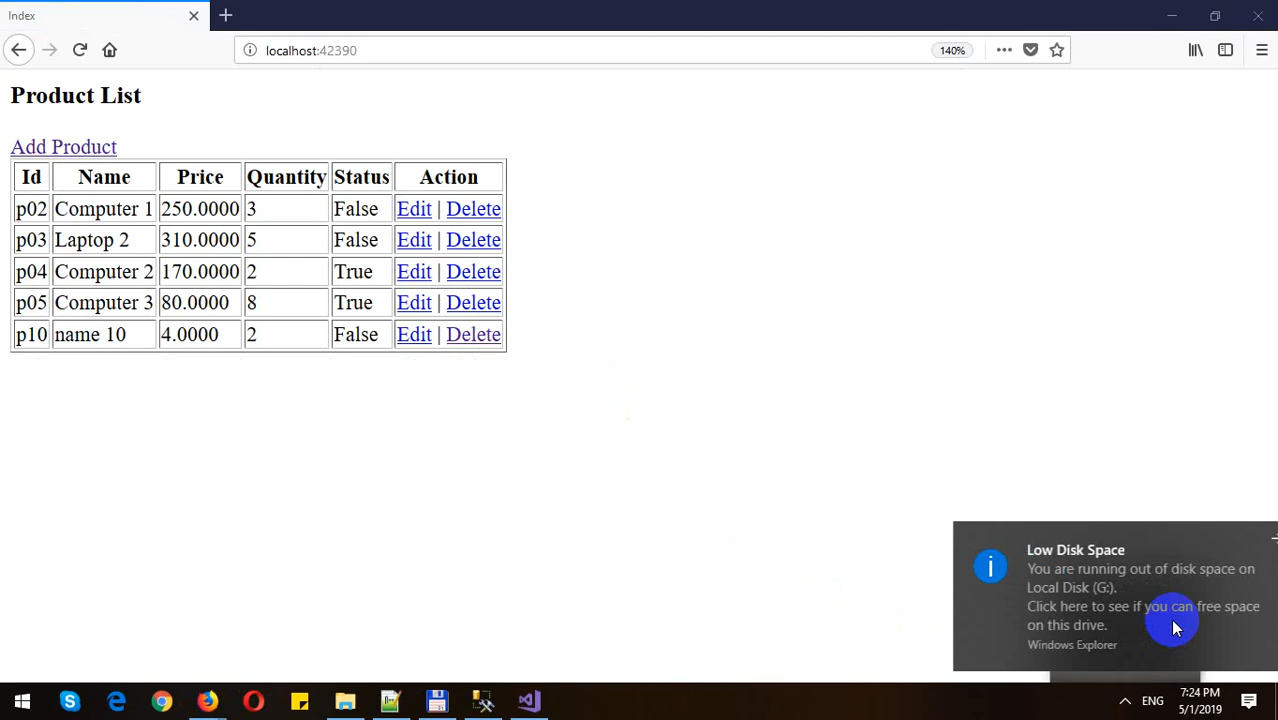 Index
localhost:42390
140%
Product List
Add Product
Id Name Price Quantity Status Action
p02 Computer 1 250.0000 3 False Edit | Delete
p03 Laptop 2 310.0000 5 False Edit | Delete
p04 Computer 2 170.0000 2 True Edit | Delete
p05 Computer 3 80.0000 8 True Edit | Delete
p10 name 10 4.0000 2 False Edit | Delete
Low Disk Space
You are running out of disk space on
Local Disk (G:).
Click here to see if you can free space
on this drive.
Windows Explorer
ENG
7:24 PM
5/1/2019